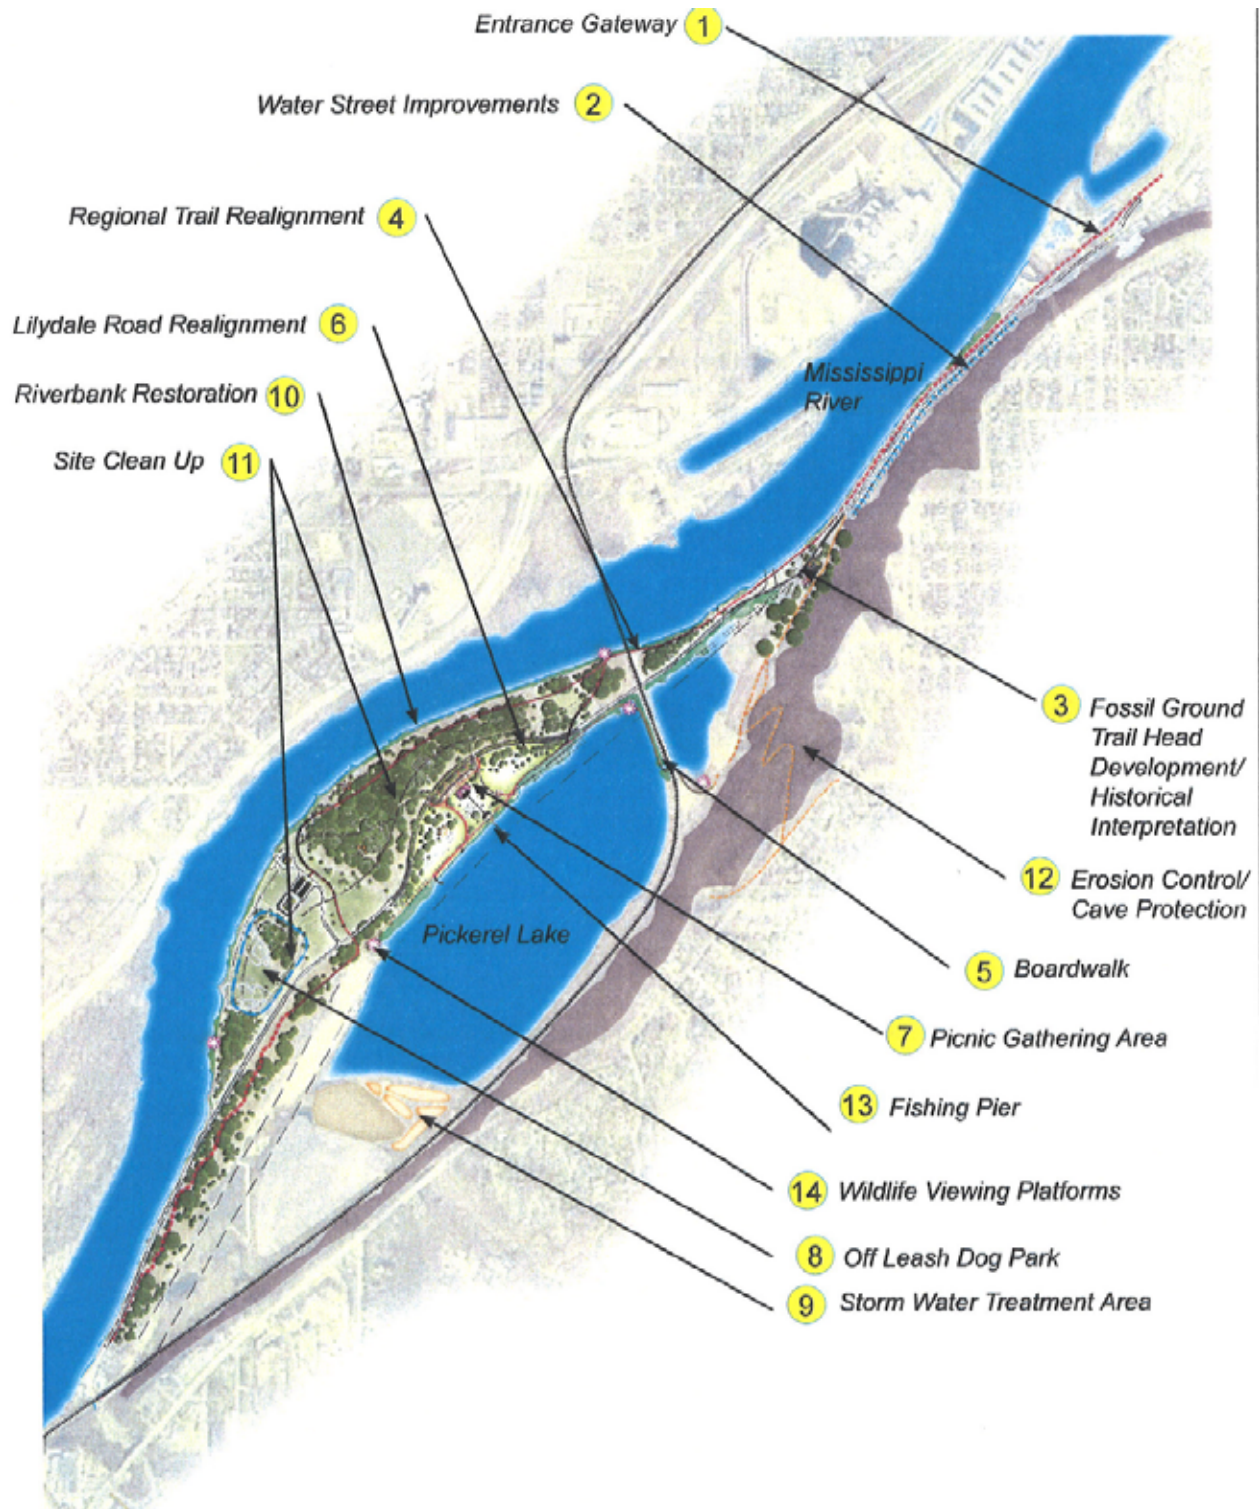 Entrance Gateway 1
Water Street Improvements 2
Regional Trail Realignment 4
Lilydale Road Realignment 6
Mississippi
River
Riverbank Restoration 10
Site Clean Up 11
3 Fossil Ground
Trail Head
Development/
Historical
Interpretation
12 Erosion Control/
Cave Protection
Pickerel Lake
5 Boardwalk
7 Picnic Gathering Area
13 Fishing Pier
14 Wildlife Viewing Platforms
8 Off Leash Dog Park
9 Storm Water Treatment Area